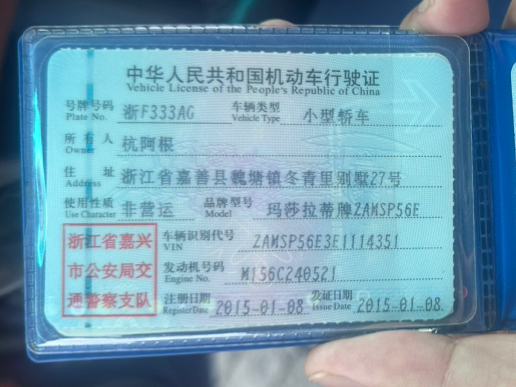 中华人民共和国机动车行驶证
Vehicle License of the People's Republic of China
号牌号码 浙F333AG 车辆类型 小型轿车
Plate No. Vehicle Type
所有人 杭阿根
Owner
住址 浙江省嘉善县魏塘镇冬青里别墅27号
Address
使用性质 非营运 品牌型号 玛莎拉蒂牌ZAMSP56E
Use Character Model
浙江省嘉兴
市公安局交
通警察支队
车辆识别代号 ZAMSP56E3E1114351
VIN
发动机号码 M156C240521
Engine No.
注册日期 2015-01-08 发证日期 2015-01-08
Register Date Issue Date